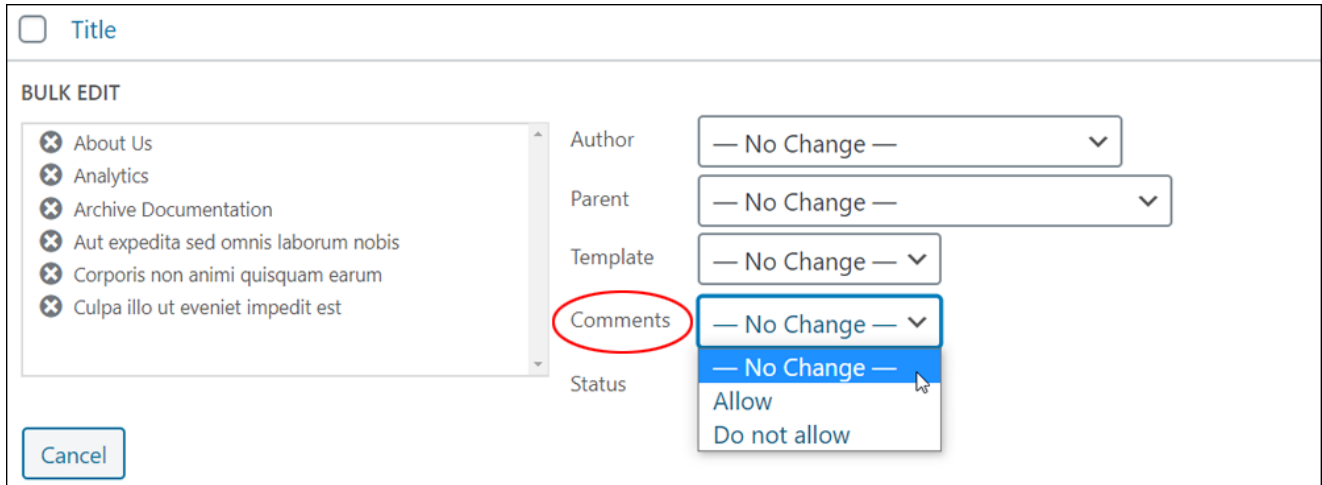 Title
BULK EDIT
About Us
Analytics
Archive Documentation
Aut expedita sed omnis laborum nobis
Corporis non animi quisquam earum
Culpa illo ut eveniet impedit est
Author — No Change —
Parent — No Change —
Template — No Change —
Comments — No Change —
— No Change —
Allow
Do not allow
Status
Cancel